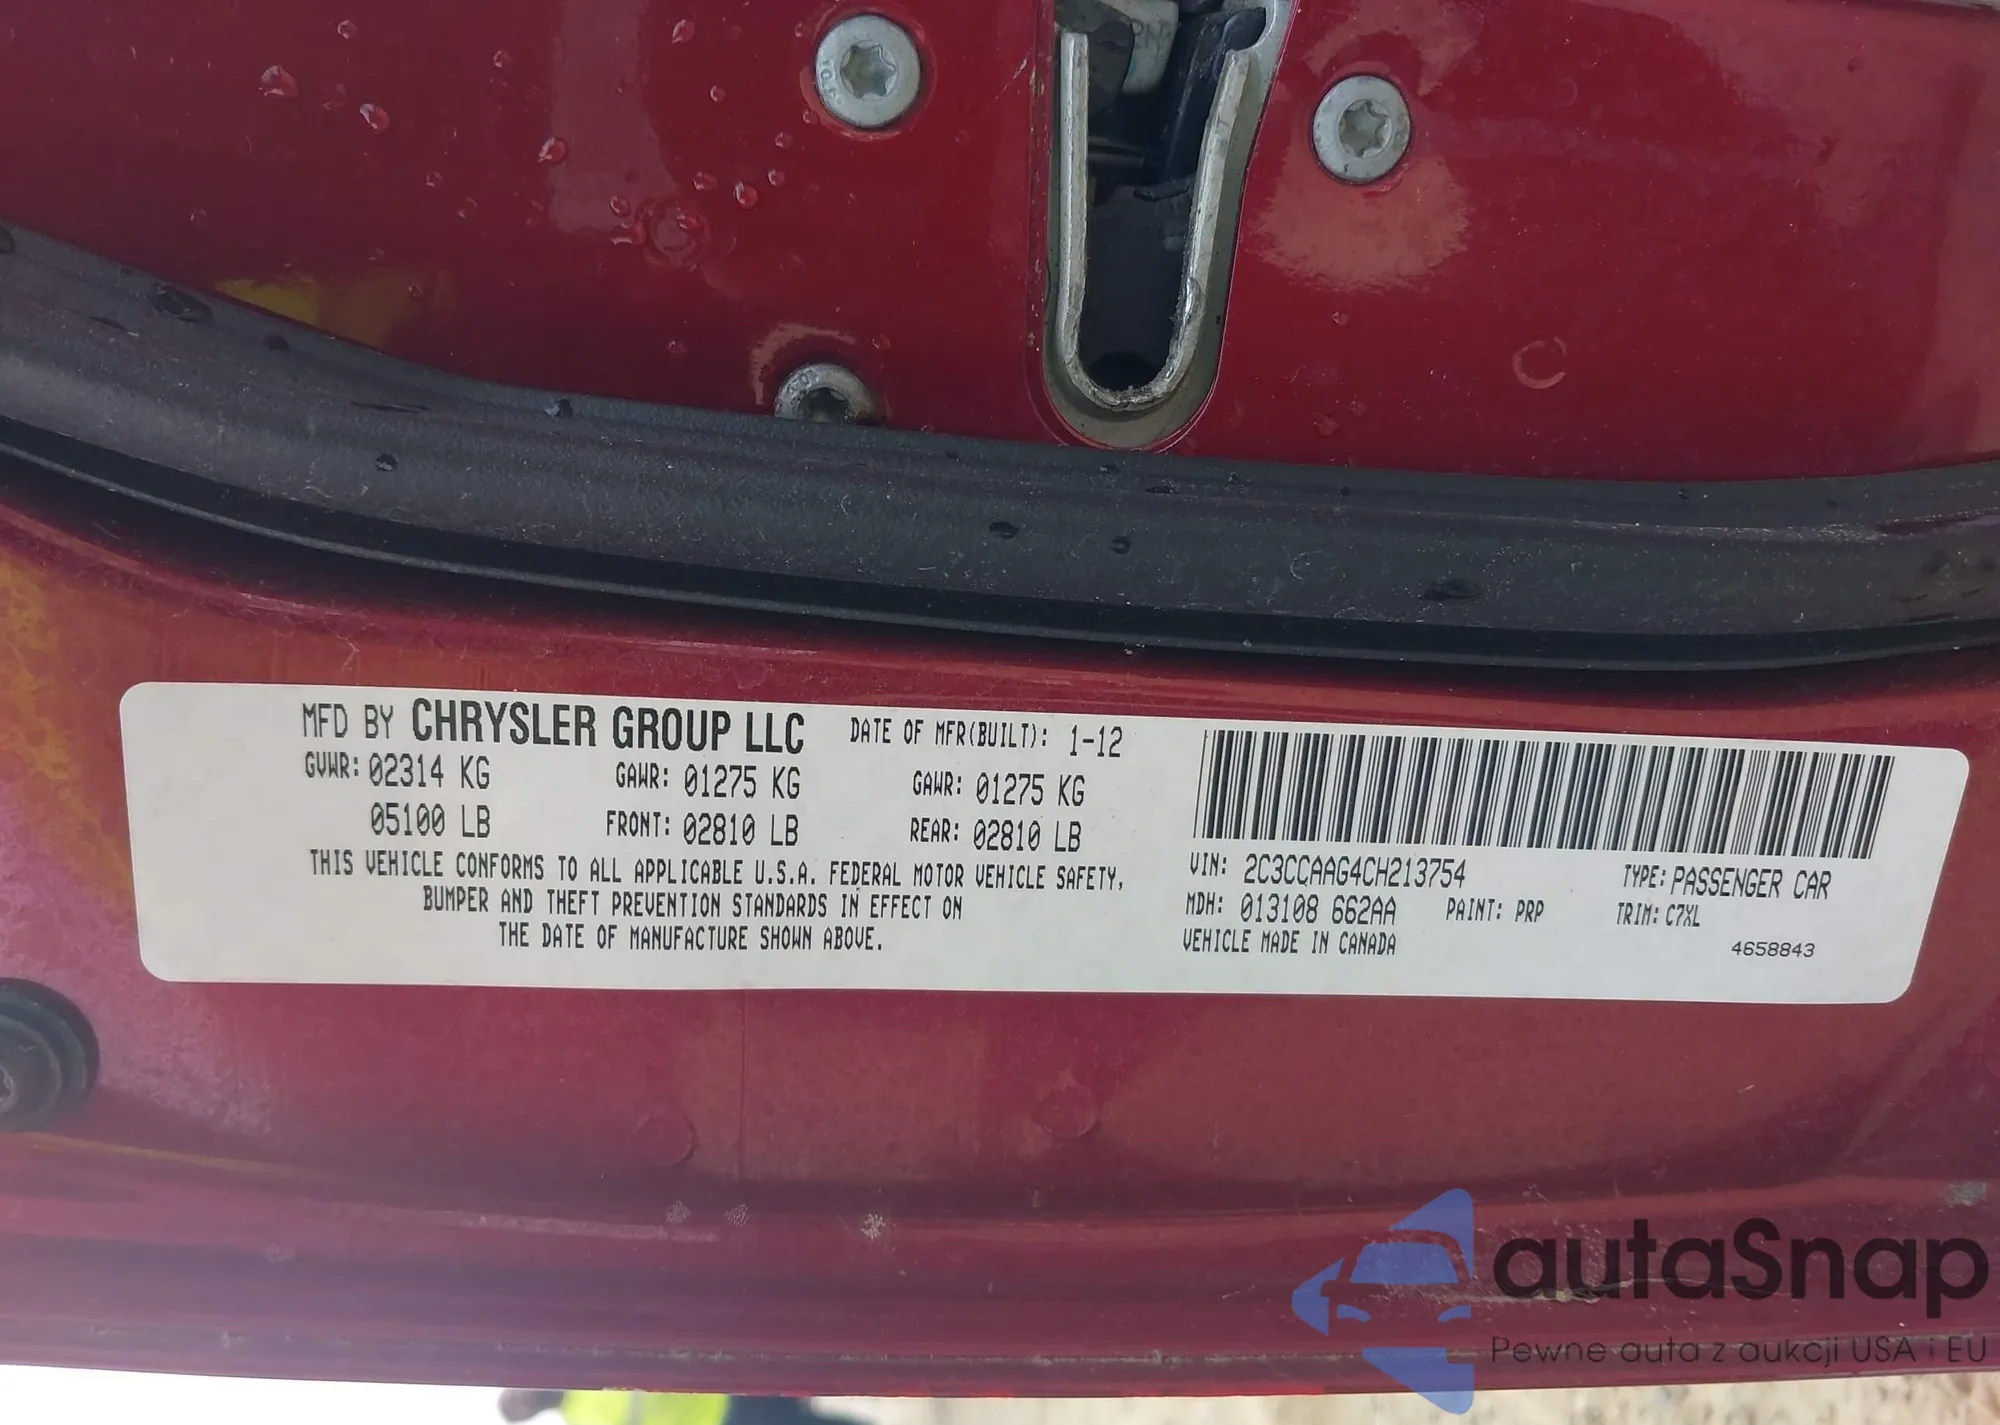 MFD BY CHRYSLER GROUP LLC DATE OF MFR(BUILT): 1-12
GVWR: 02314 KG GAWR: 01275 KG GAWR: 01275 KG
05100 LB FRONT: 02810 LB REAR: 02810 LB
THIS VEHICLE CONFORMS TO ALL APPLICABLE U.S.A. FEDERAL MOTOR VEHICLE SAFETY,
BUMPER AND THEFT PREVENTION STANDARDS IN EFFECT ON
THE DATE OF MANUFACTURE SHOWN ABOVE.
VIN: 2C3CCAAG4CH213754 TYPE: PASSENGER CAR
MDH: 013108 662AA PAINT: PRP TRIM: C7XL
VEHICLE MADE IN CANADA 4658843
autaSnap
Pewne auta z aukcji USA i EU